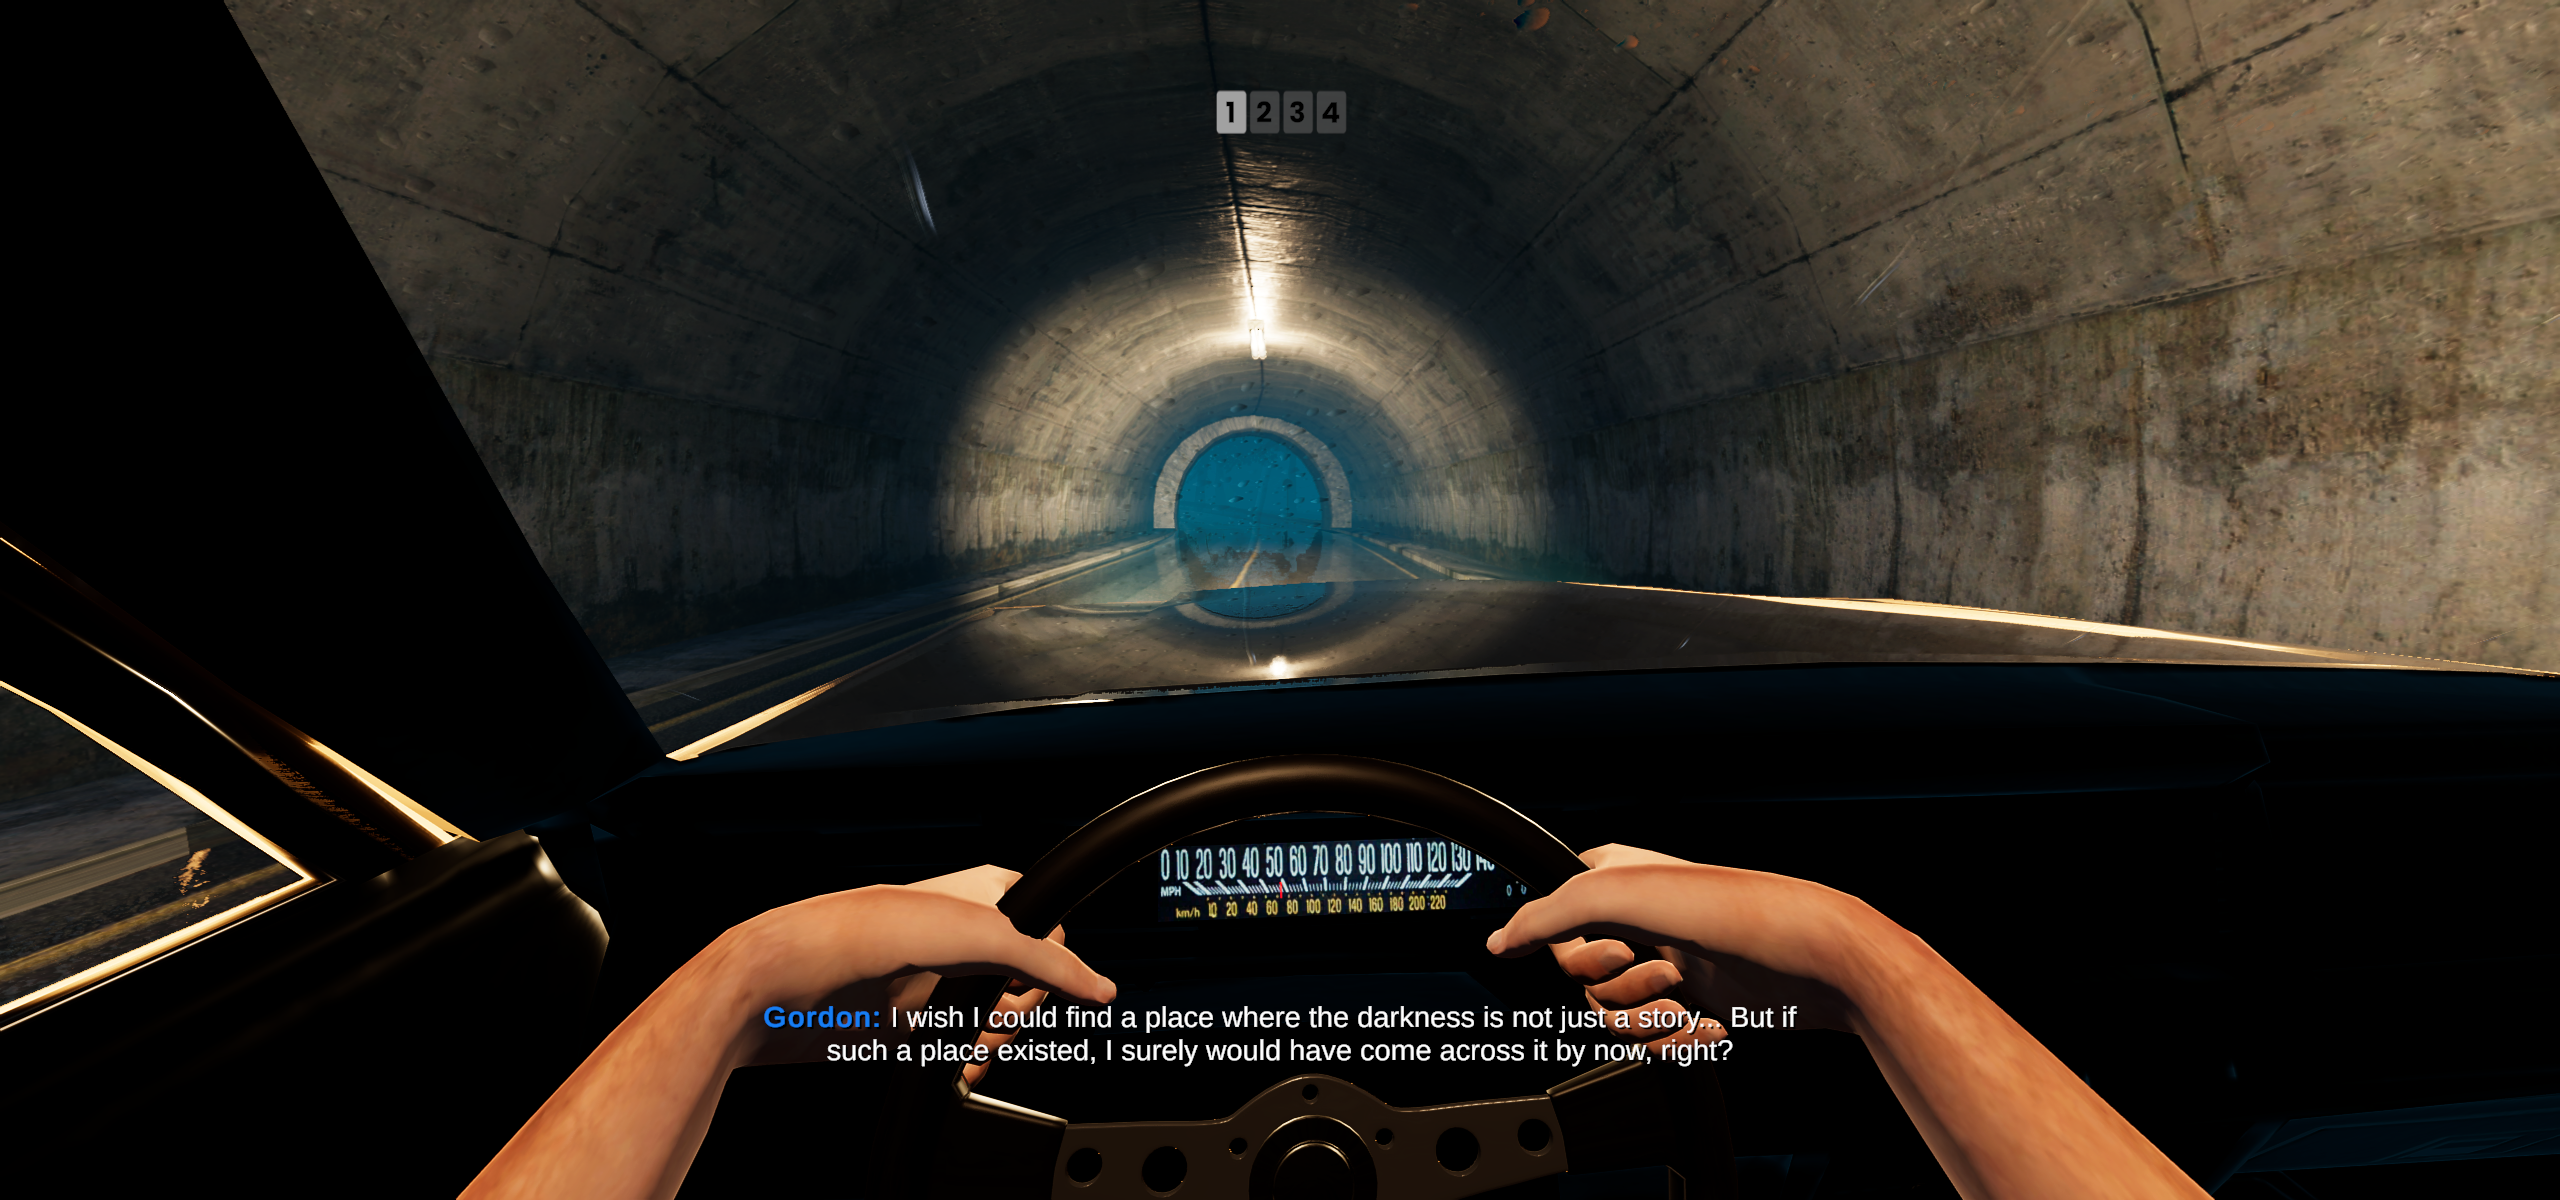 1 2 3 4
0 10 20 30 40 50 60 70 80 90 100 110 120 130 140
MPH
km/h 10 20 40 60 80 100 120 140 160 180 200 220
Gordon: I wish I could find a place where the darkness is not just a story... But if
such a place existed, I surely would have come across it by now, right?